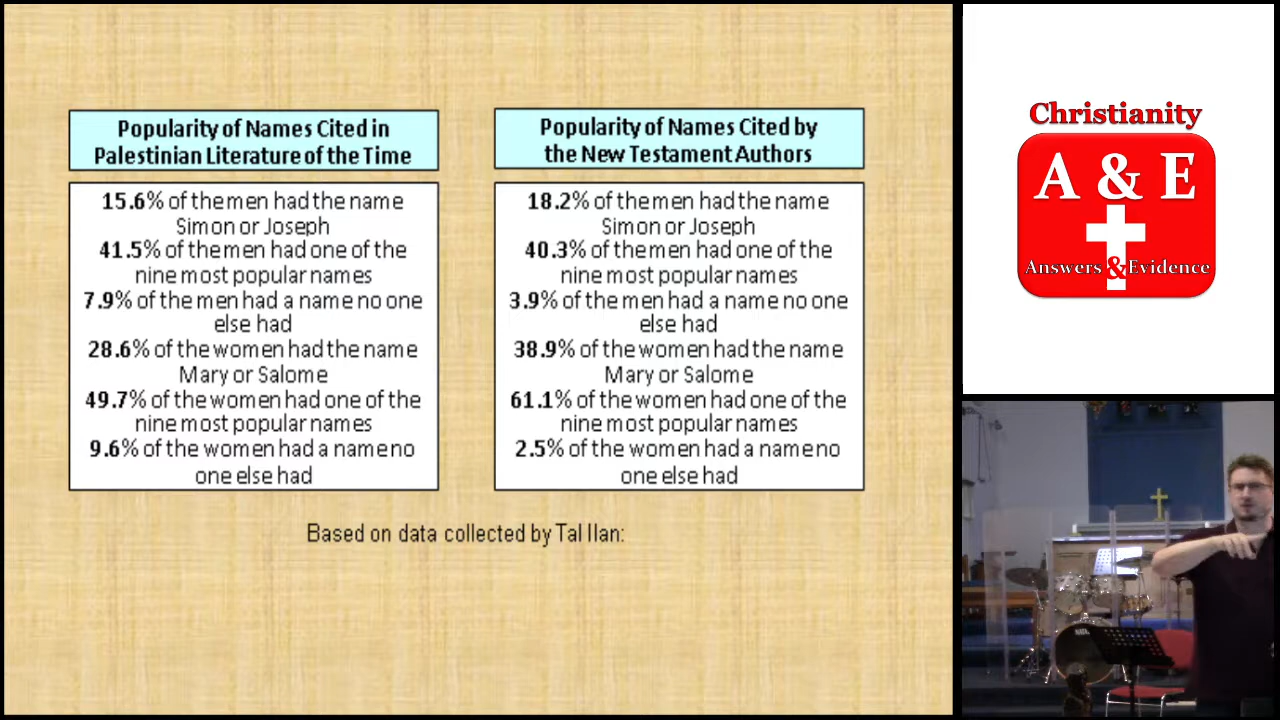 Popularity of Names Cited in
Palestinian Literature of the Time
15.6% of the men had the name
Simon or Joseph
41.5% of the men had one of the
nine most popular names
7.9% of the men had a name no one
else had
28.6% of the women had the name
Mary or Salome
49.7% of the women had one of the
nine most popular names
9.6% of the women had a name no
one else had
Popularity of Names Cited by
the New Testament Authors
18.2% of the men had the name
Simon or Joseph
40.3% of the men had one of the
nine most popular names
3.9% of the men had a name no one
else had
38.9% of the women had the name
Mary or Salome
61.1% of the women had one of the
nine most popular names
2.5% of the women had a name no
one else had
Based on data collected by Tal Ilan:
Christianity
A & E
Answers & Evidence